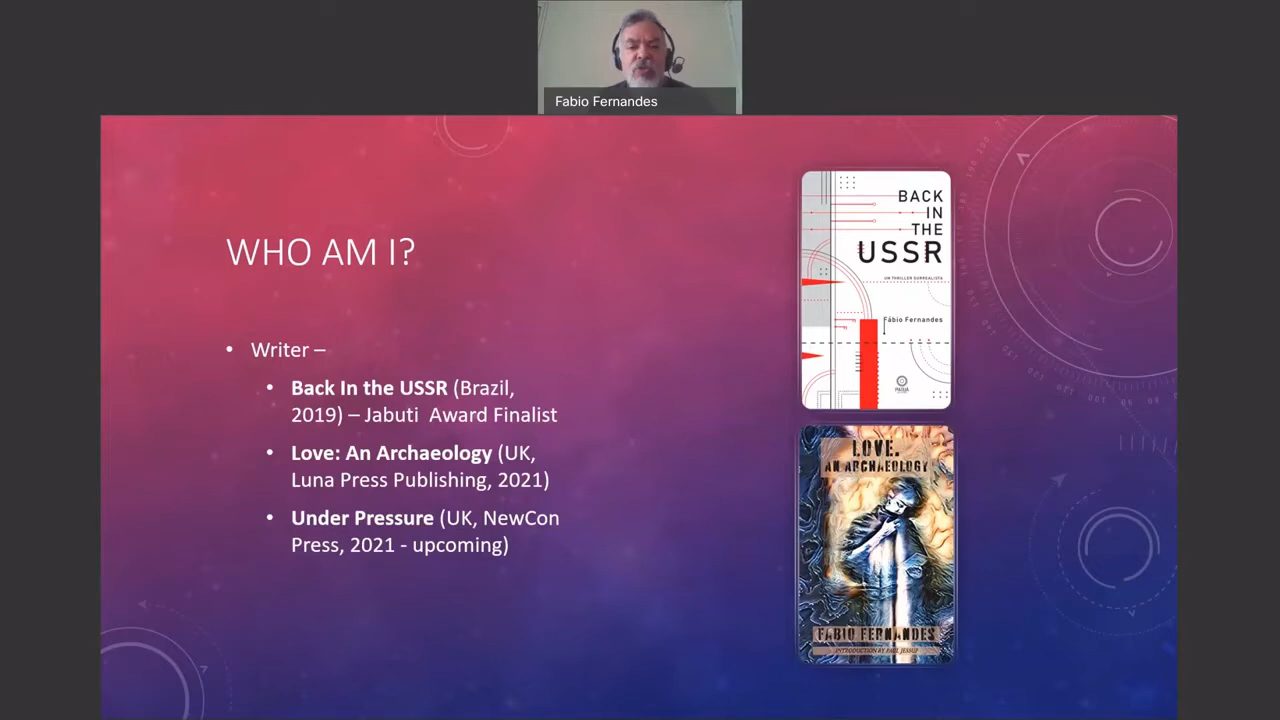 Fabio Fernandes
WHO AM I?
• Writer –
• Back In the USSR (Brazil,
2019) – Jabuti  Award Finalist
• Love: An Archaeology (UK,
Luna Press Publishing, 2021)
• Under Pressure (UK, NewCon
Press, 2021 - upcoming)
BACK
IN
THE
USSR
UM THRILLER SURREALISTA
Fábio Fernandes
LOVE.
AN ARCHAEOLOGY
FABIO FERNANDES
INTRODUCTION BY PAUL JESSUP